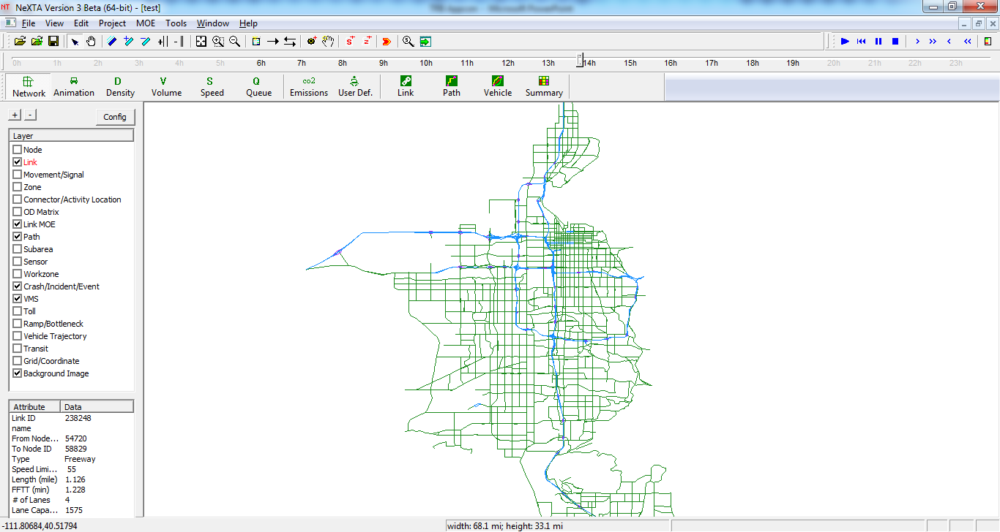 NeXTA Version 3 Beta (64-bit) - [test]
File View Edit Project MOE Tools Window Help
0h 1h 2h 3h 4h 5h 6h 7h 8h 9h 10h 11h 12h 13h 14h 15h 16h 17h 18h 19h 20h 21h 22h 23h
D V S Q co2
Network Animation Density Volume Speed Queue Emissions User Def. Link Path Vehicle Summary
+ - Config
Layer
Node
Link
Movement/Signal
Zone
Connector/Activity Location
OD Matrix
Link MOE
Path
Subarea
Sensor
Workzone
Crash/Incident/Event
VMS
Toll
Ramp/Bottleneck
Vehicle Trajectory
Transit
Grid/Coordinate
Background Image
Attribute Data
Link ID 238248
name
From Node... 54720
To Node ID 58829
Type Freeway
Speed Limi... 55
Length (mile) 1.126
FFTT (min) 1.228
# of Lanes 4
Lane Capa... 1575
-111.80684,40.51794 width: 68.1 mi; height: 33.1 mi